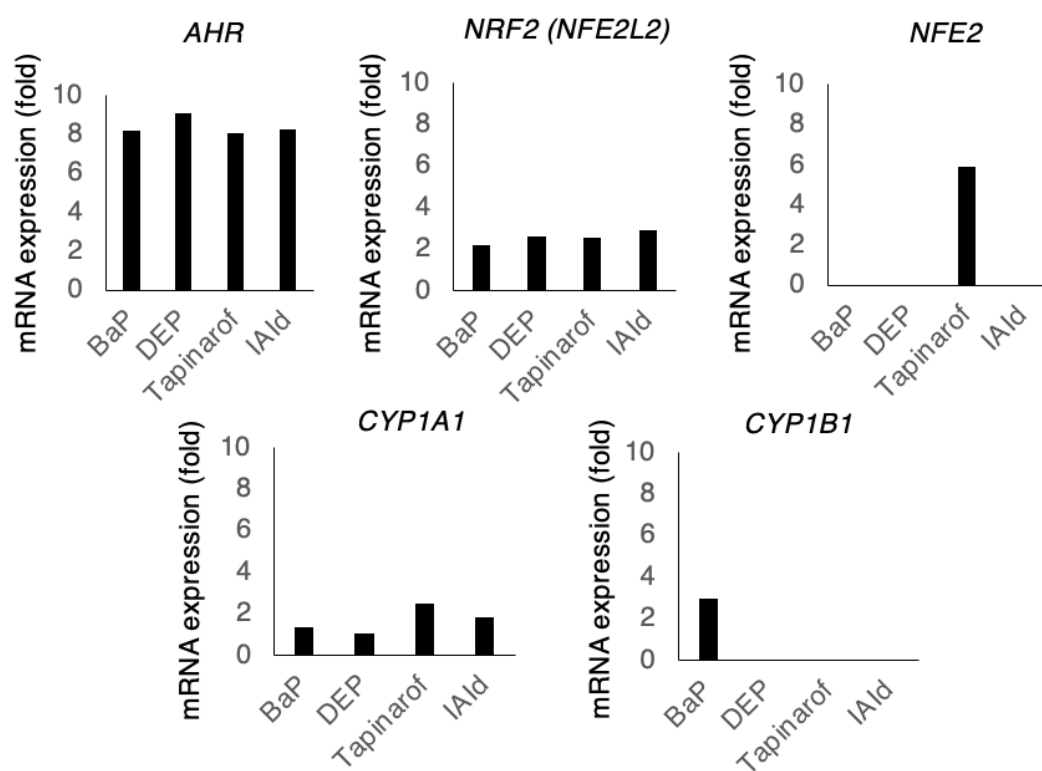 AHR
mRNA expression (fold)
10
8
6
4
2
0
BaP
DEP
Tapinarof
IAld
NRF2 (NFE2L2)
mRNA expression (fold)
10
8
6
4
2
0
BaP
DEP
Tapinarof
IAld
NFE2
mRNA expression (fold)
10
8
6
4
2
0
BaP
DEP
Tapinarof
IAld
CYP1A1
mRNA expression (fold)
10
8
6
4
2
0
BaP
DEP
Tapinarof
IAld
CYP1B1
mRNA expression (fold)
10
8
6
4
2
0
BaP
DEP
Tapinarof
IAld